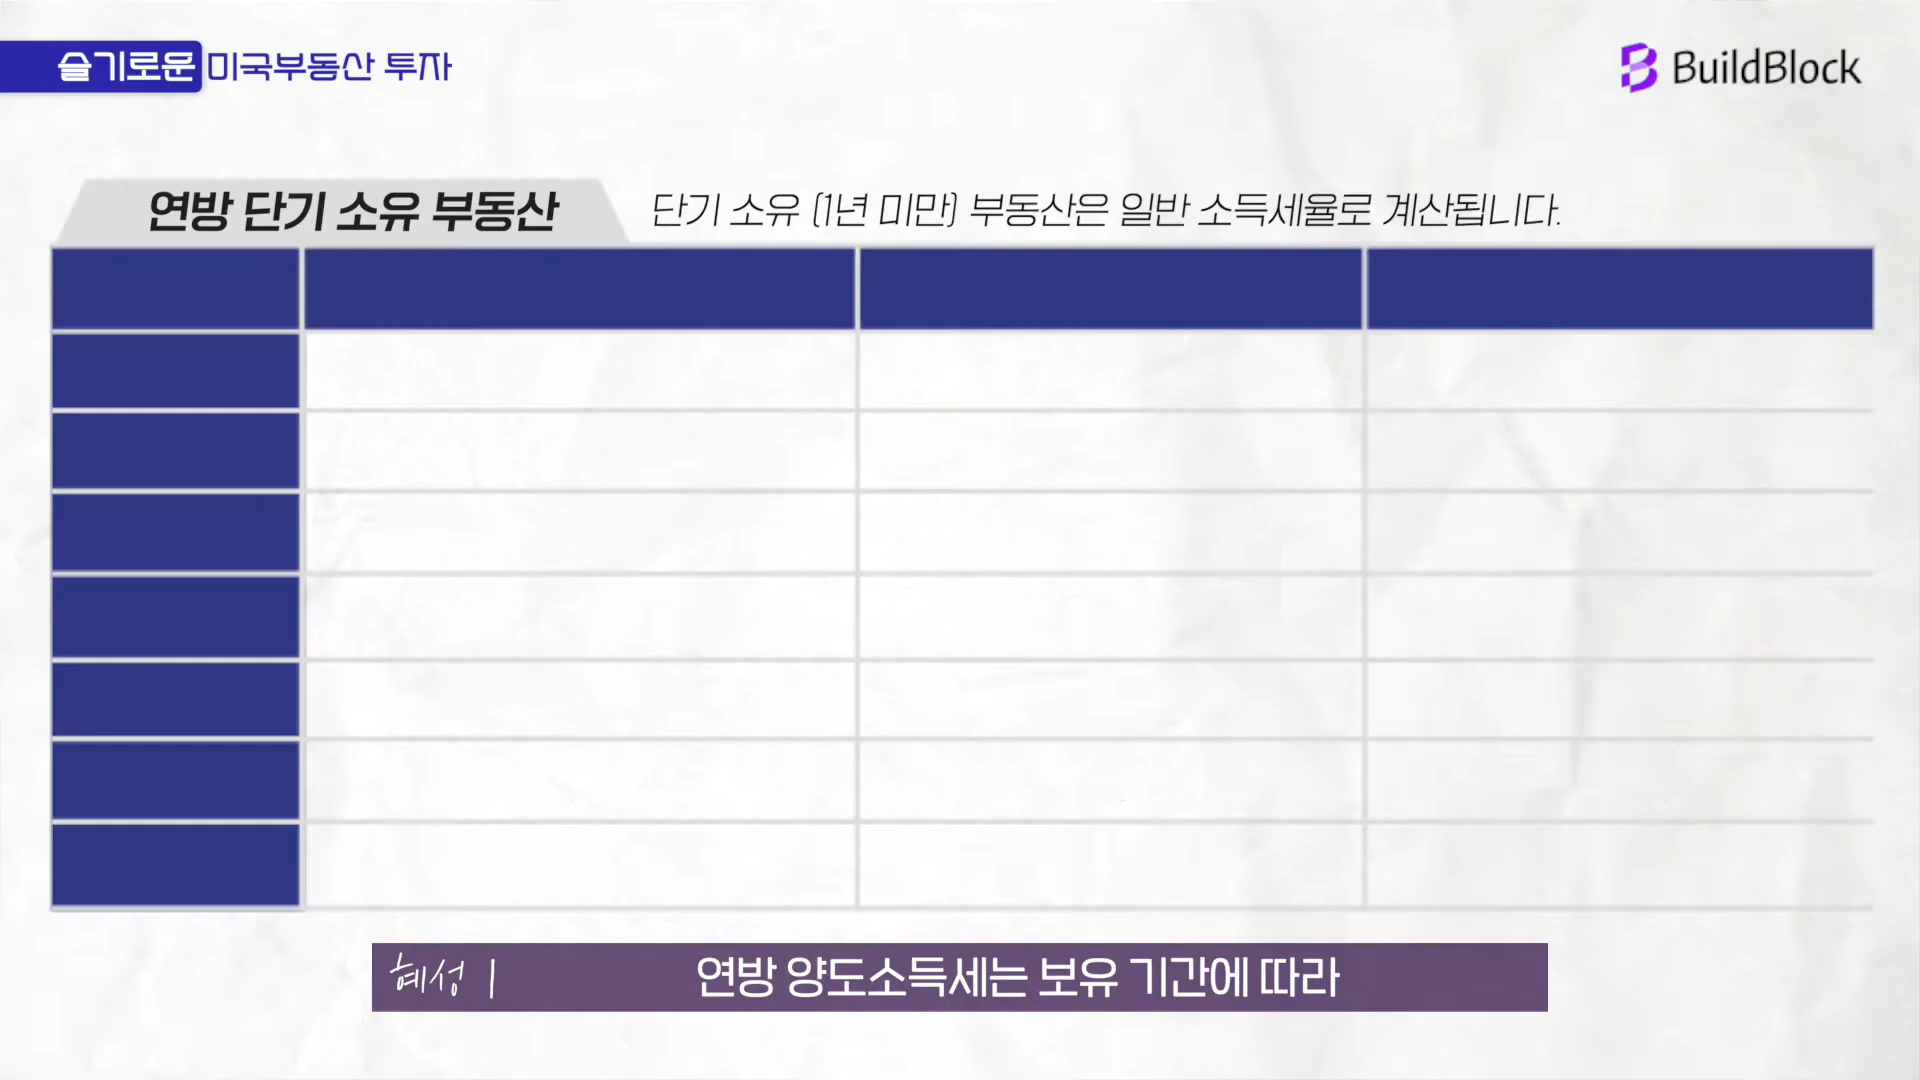 슬기로운 미국부동산 투자
BuildBlock
연방 단기 소유 부동산
단기 소유 (1년 미만) 부동산은 일반 소득세율로 계산됩니다.
혜성 |
연방 양도소득세는 보유 기간에 따라